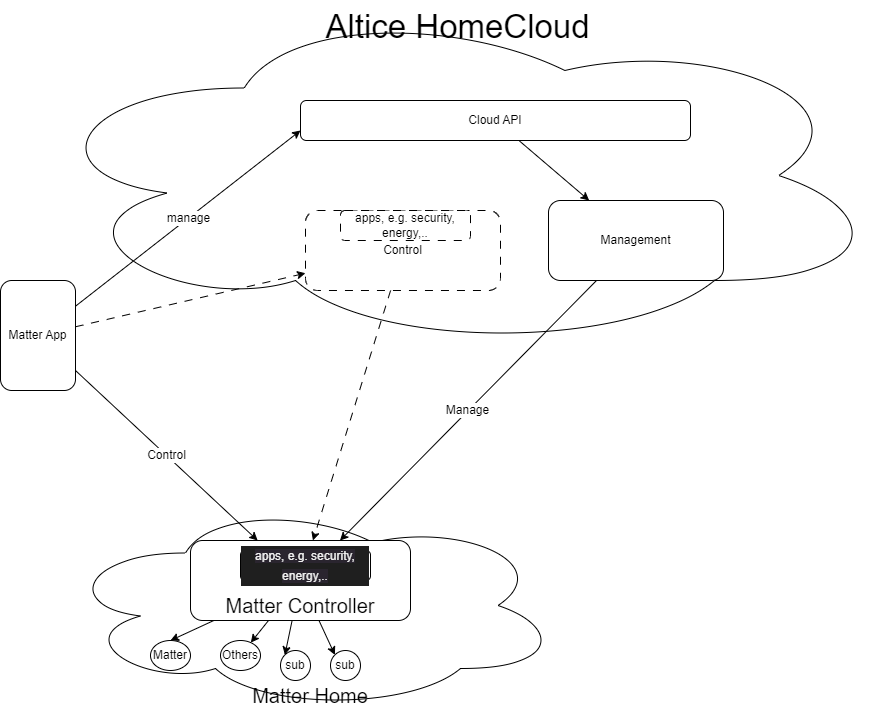 Altice HomeCloud
Cloud API
manage
apps, e.g. security,
energy,..
Control
Management
Matter App
Manage
Control
apps, e.g. security,
energy,..
Matter Controller
Matter
Others
sub
sub
Matter Home